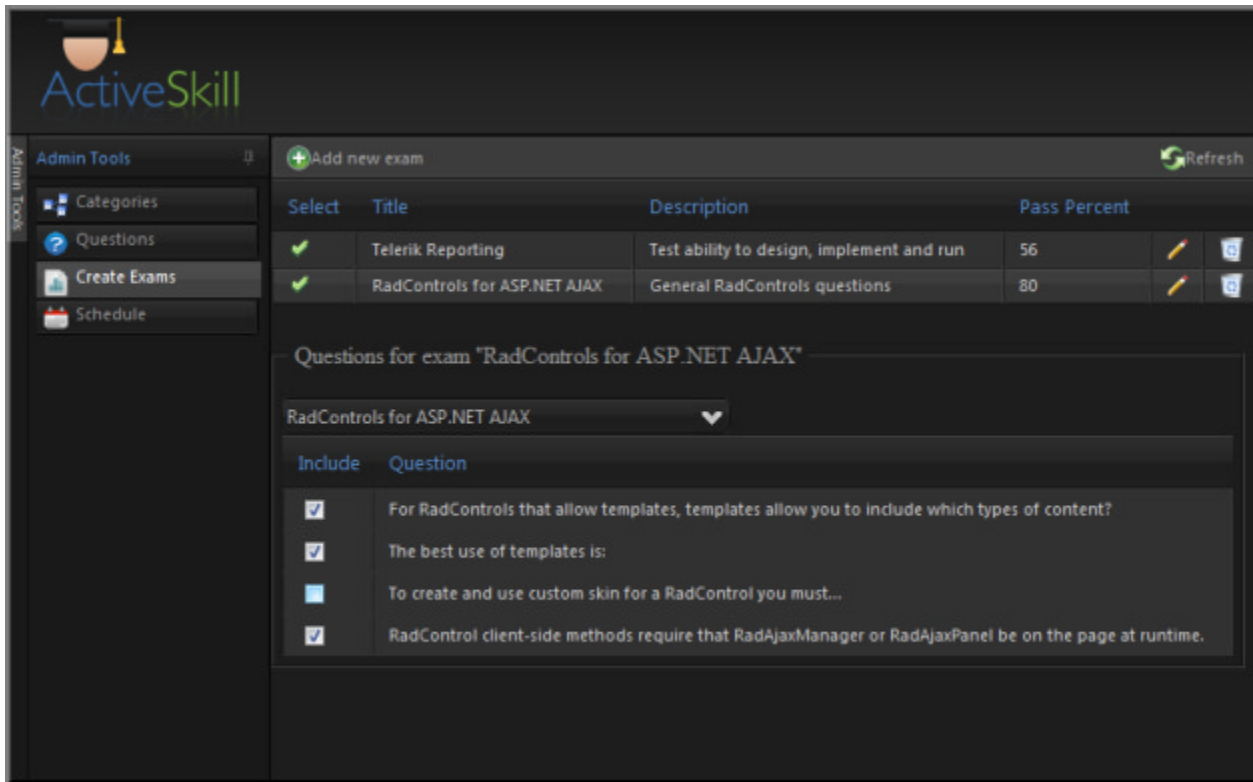 ActiveSkill
Admin Tools
Admin Tools
Categories
Questions
Create Exams
Schedule
Add new exam Refresh
Select Title Description Pass Percent
Telerik Reporting Test ability to design, implement and run 56
RadControls for ASP.NET AJAX General RadControls questions 80
Questions for exam "RadControls for ASP.NET AJAX"
RadControls for ASP.NET AJAX
Include Question
For RadControls that allow templates, templates allow you to include which types of content?
The best use of templates is:
To create and use custom skin for a RadControl you must...
RadControl client-side methods require that RadAjaxManager or RadAjaxPanel be on the page at runtime.